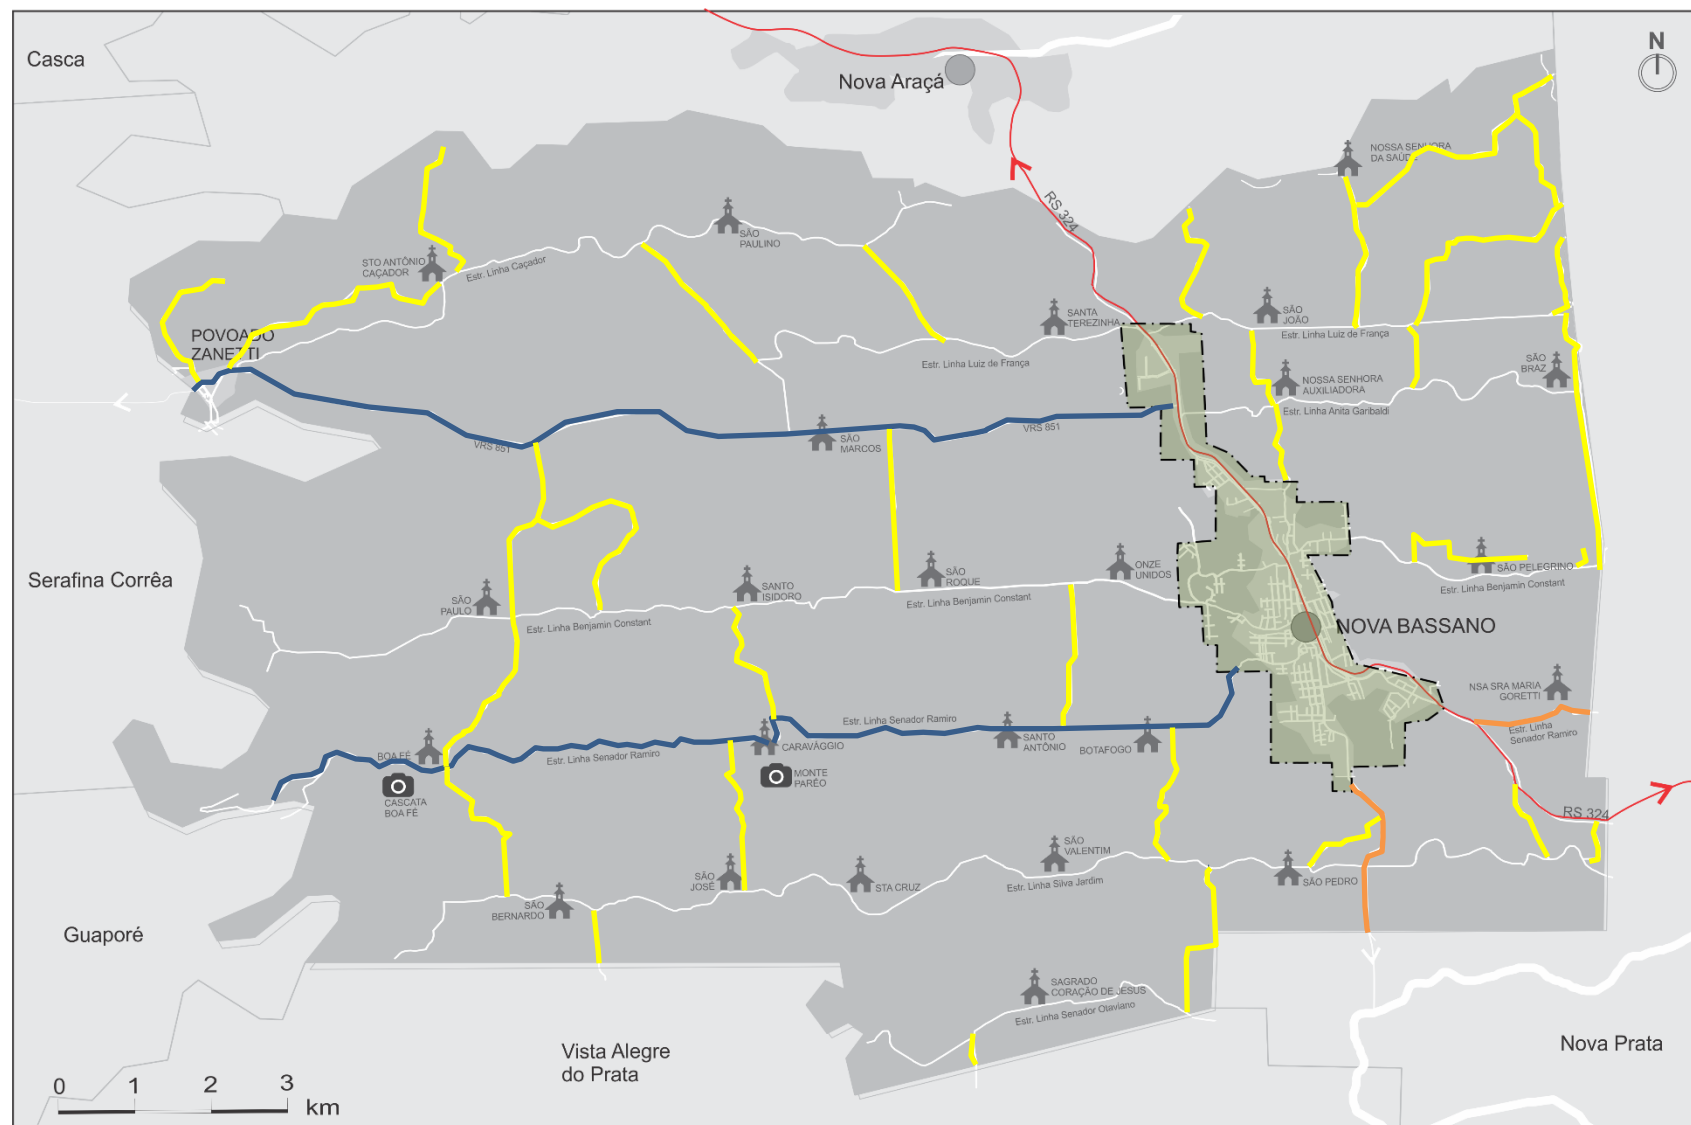 N
Casca
Nova Araçá
NOSSA SENHORA
DA SAÚDE
RS 324
SÃO
PAULINO
STO ANTÔNIO
CAÇADOR
Estr. Linha Caçador
SANTA
TEREZINHA
SÃO
JOÃO
Estr. Linha Luiz de França
POVOADO
ZANETTI
Estr. Linha Luiz de França
SÃO
BRAZ
NOSSA SENHORA
AUXILIADORA
Estr. Linha Anita Garibaldi
VRS 851
SÃO
MARCOS
VRS 851
Serafina Corrêa
SÃO
PAULO
SANTO
ISIDORO
SÃO
ROQUE
ONZE
UNIDOS
SÃO PELEGRINO
Estr. Linha Benjamin Constant
Estr. Linha Benjamin Constant
Estr. Linha Benjamin Constant
NOVA BASSANO
NSA SRA MARIA
GORETTI
Estr. Linha
Senador Ramiro
Estr. Linha Senador Ramiro
BOA FÉ
Estr. Linha Senador Ramiro
CARAVÁGGIO
SANTO
ANTÔNIO
BOTAFOGO
MONTE
PARÊO
CASCATA
BOA FÉ
RS 324
SÃO
VALENTIM
SÃO
JOSÉ
STA CRUZ
Estr. Linha Silva Jardim
SÃO PEDRO
SÃO
BERNARDO
Guaporé
SAGRADO
CORAÇÃO DE JESUS
Estr. Linha Senador Otaviano
Vista Alegre
do Prata
Nova Prata
0 1 2 3
km